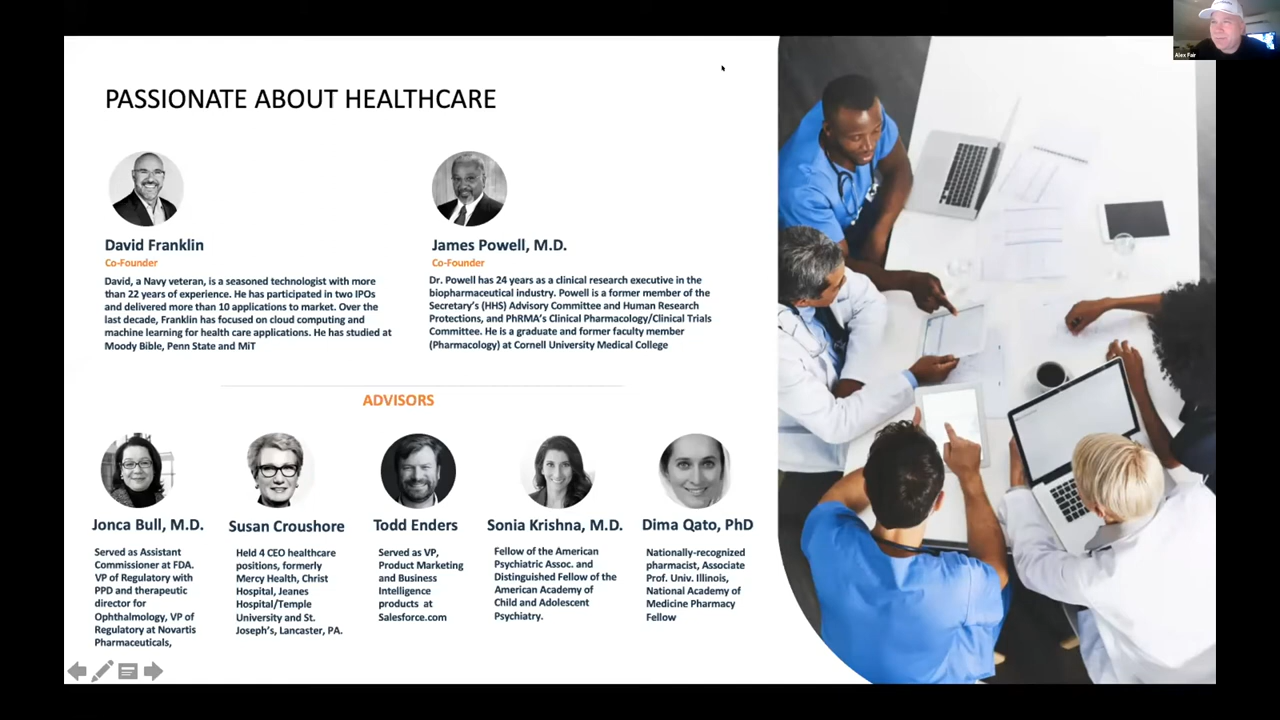 Alex Fair
PASSIONATE ABOUT HEALTHCARE
David Franklin
Co-Founder
David, a Navy veteran, is a seasoned technologist with more
than 22 years of experience. He has participated in two IPOs
and delivered more than 10 applications to market. Over the
last decade, Franklin has focused on cloud computing and
machine learning for health care applications. He has studied at
Moody Bible, Penn State and MiT
James Powell, M.D.
Co-Founder
Dr. Powell has 24 years as a clinical research executive in the
biopharmaceutical industry. Powell is a former member of the
Secretary's (HHS) Advisory Committee and Human Research
Protections, and PhRMA's Clinical Pharmacology/Clinical Trials
Committee. He is a graduate and former faculty member
(Pharmacology) at Cornell University Medical College
ADVISORS
Jonca Bull, M.D.
Served as Assistant
Commissioner at FDA.
VP of Regulatory with
PPD and therapeutic
director for
Ophthalmology, VP of
Regulatory at Novartis
Pharmaceuticals,
Susan Croushore
Held 4 CEO healthcare
positions, formerly
Mercy Health, Christ
Hospital, Jeanes
Hospital/Temple
University and St.
Joseph's, Lancaster, PA.
Todd Enders
Served as VP,
Product Marketing
and Business
Intelligence
products at
Salesforce.com
Sonia Krishna, M.D.
Fellow of the American
Psychiatric Assoc. and
Distinguished Fellow of the
American Academy of
Child and Adolescent
Psychiatry.
Dima Qato, PhD
Nationally-recognized
pharmacist, Associate
Prof. Univ. Illinois,
National Academy of
Medicine Pharmacy
Fellow